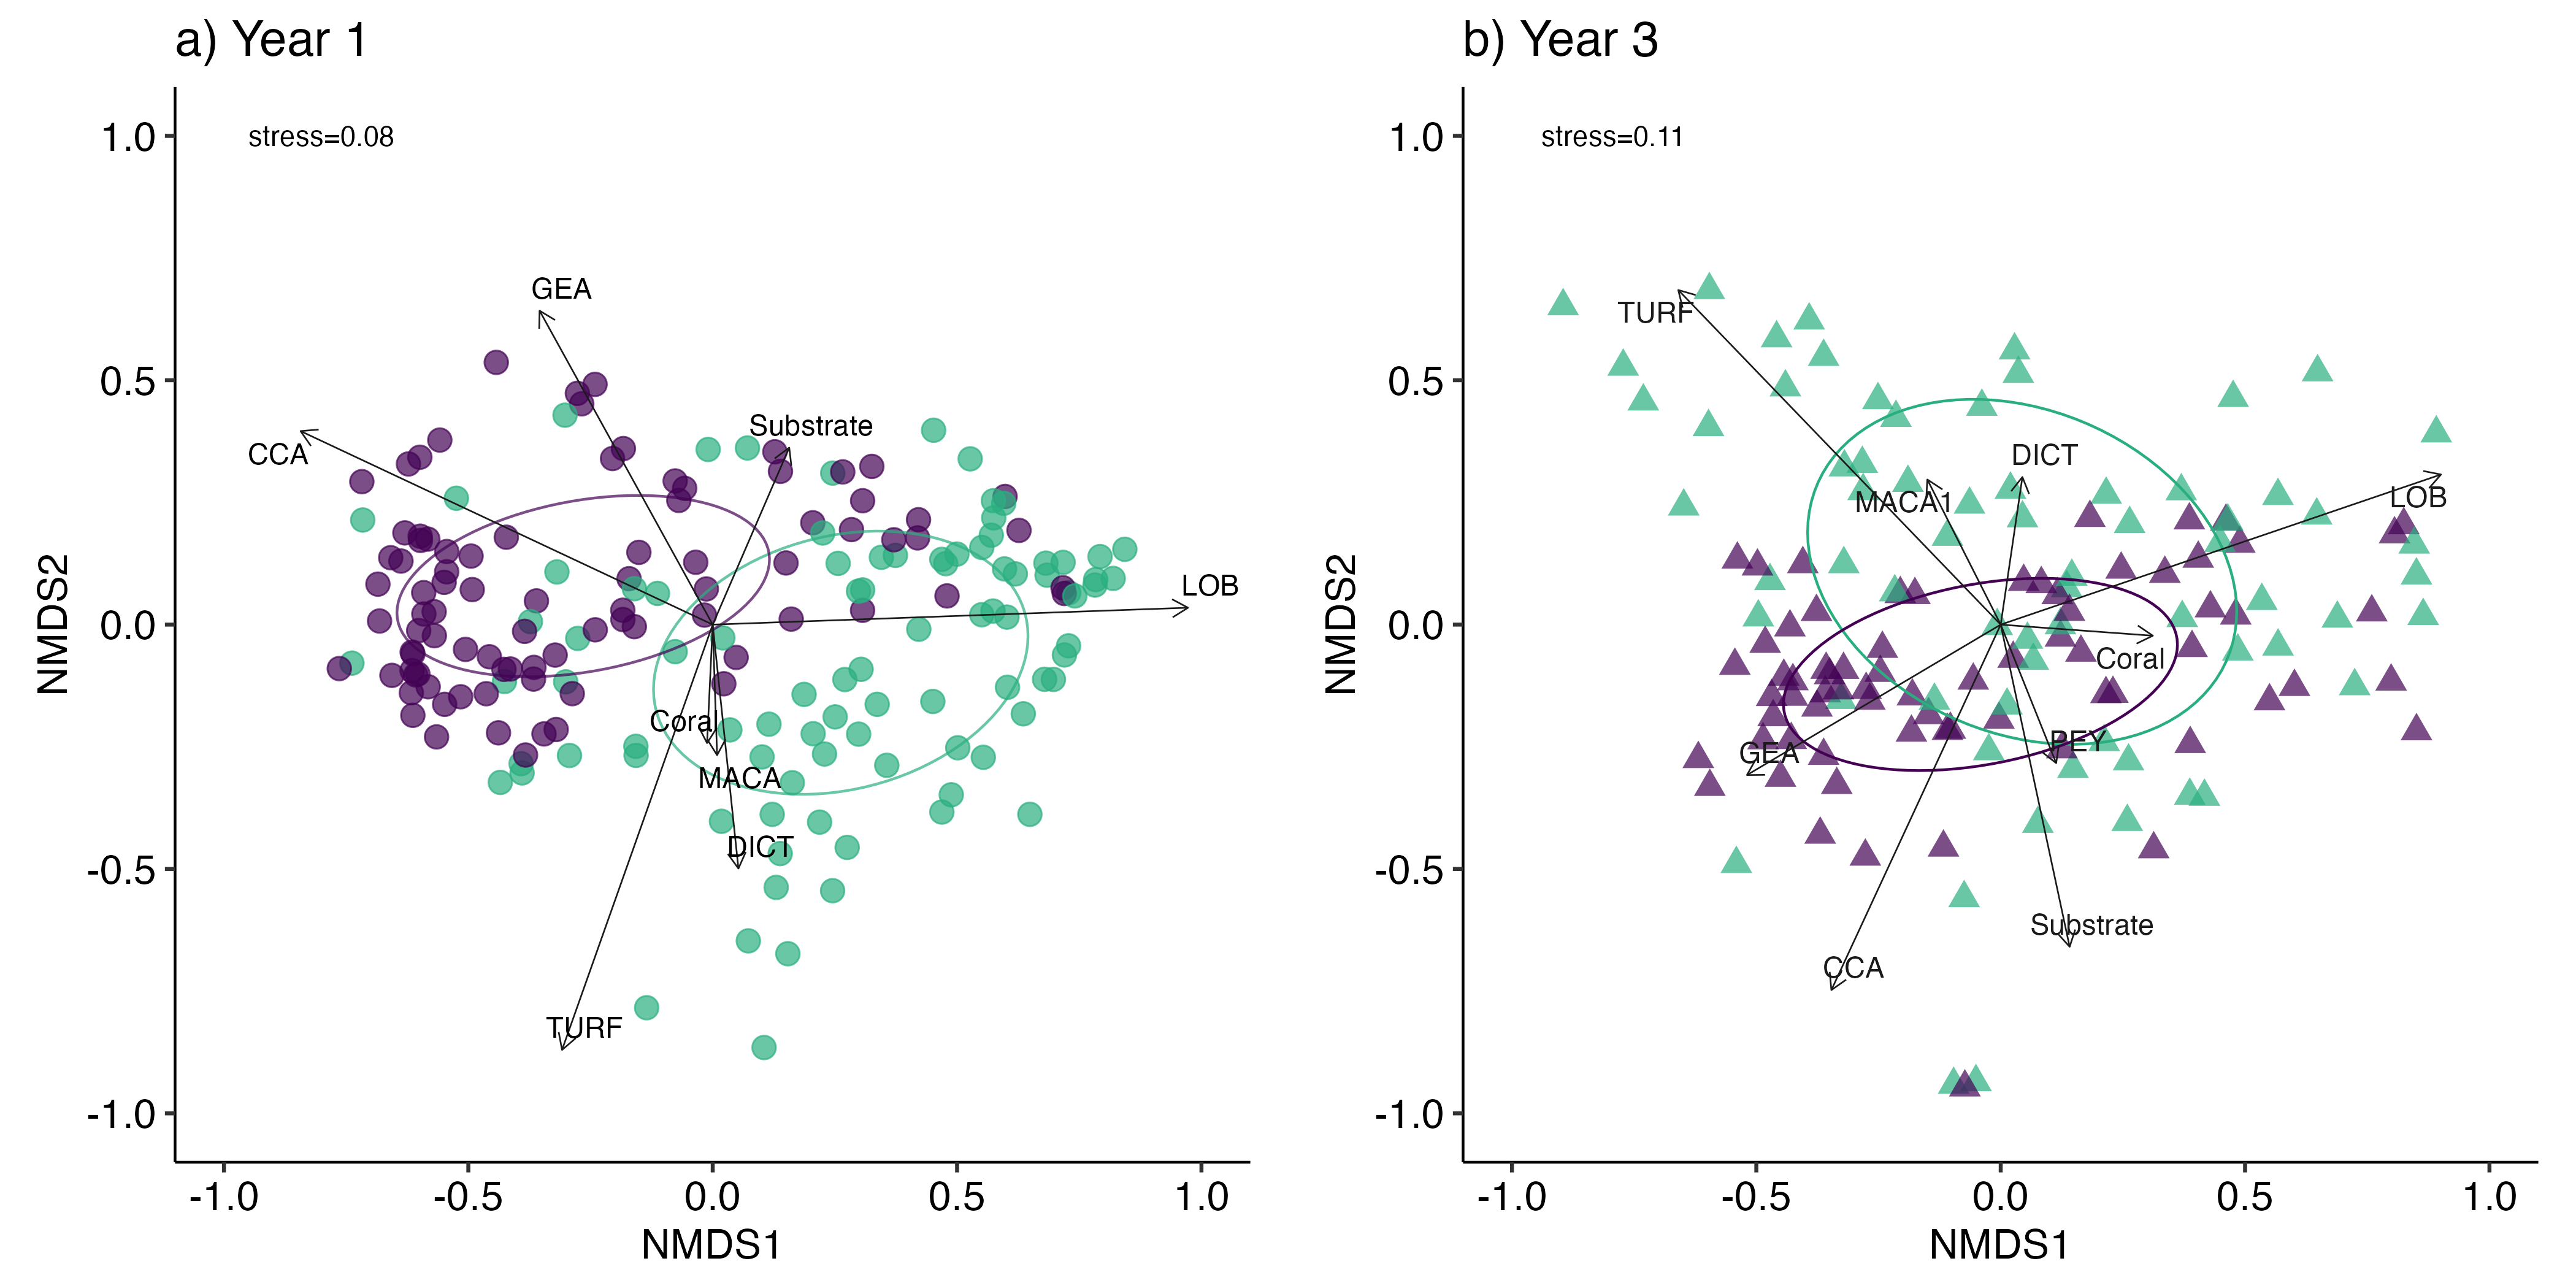 a) Year 1
stress=0.08
GEA
Substrate
CCA
LOB
Coral
MACA
DICT
TURF
1.0
0.5
0.0
-0.5
-1.0
-1.0
-0.5
0.0
0.5
1.0
NMDS2
NMDS1
b) Year 3
stress=0.11
TURF
DICT
MACA1
LOB
Coral
PEY
GEA
Substrate
CCA
1.0
0.5
0.0
-0.5
-1.0
-1.0
-0.5
0.0
0.5
1.0
NMDS2
NMDS1